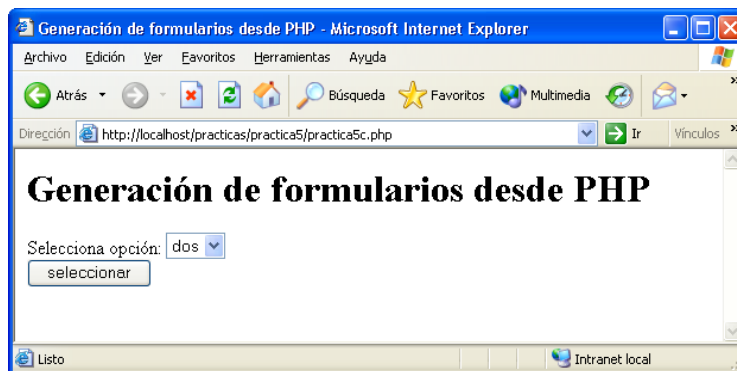 Generación de formularios desde PHP - Microsoft Internet Explorer
Archivo Edición Ver Favoritos Herramientas Ayuda
Atrás Búsqueda Favoritos Multimedia »
Dirección http://localhost/practicas/practica5/practica5c.php Ir Vínculos »
Generación de formularios desde PHP
Selecciona opción: dos
seleccionar
Listo Intranet local